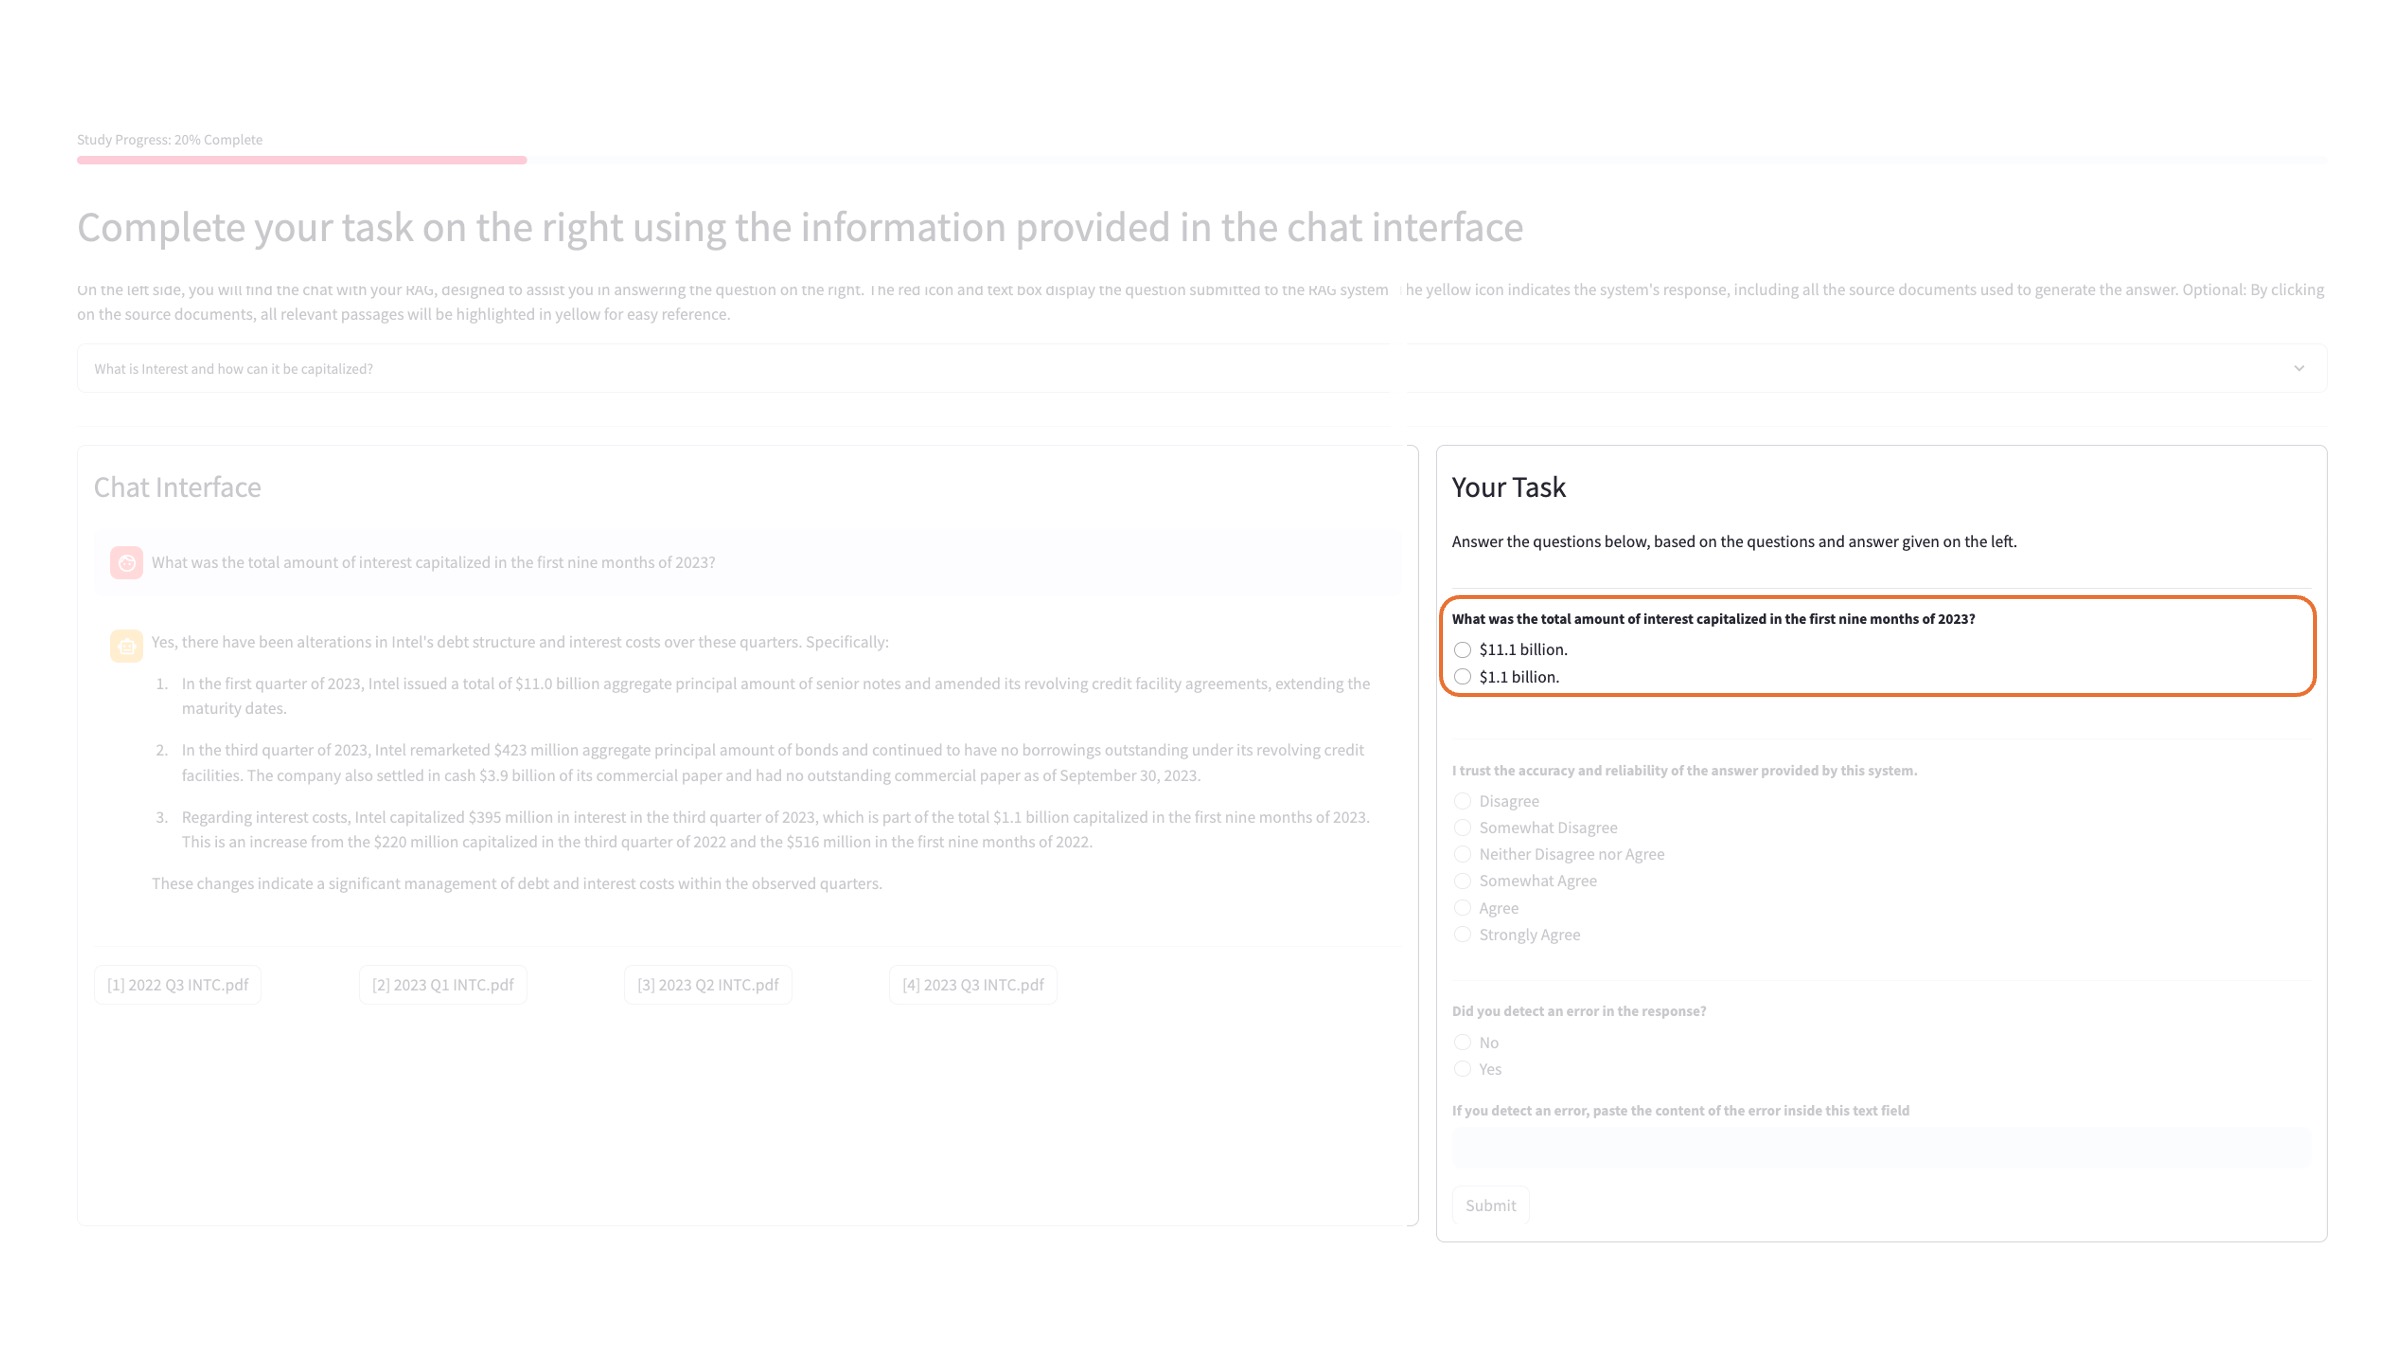 Study Progress: 20% Complete
Complete your task on the right using the information provided in the chat interface
On the left side, you will find the chat with your RAG, designed to assist you in answering the question on the right. The red icon and text box display the question submitted to the RAG system he yellow icon indicates the system's response, including all the source documents used to generate the answer. Optional: By clicking
on the source documents, all relevant passages will be highlighted in yellow for easy reference.
What is Interest and how can it be capitalized?
Chat Interface
What was the total amount of interest capitalized in the first nine months of 2023?
Yes, there have been alterations in Intel's debt structure and interest costs over these quarters. Specifically:
1. In the first quarter of 2023, Intel issued a total of $11.0 billion aggregate principal amount of senior notes and amended its revolving credit facility agreements, extending the
maturity dates.
2. In the third quarter of 2023, Intel remarketed $423 million aggregate principal amount of bonds and continued to have no borrowings outstanding under its revolving credit
facilities. The company also settled in cash $3.9 billion of its commercial paper and had no outstanding commercial paper as of September 30, 2023.
3. Regarding interest costs, Intel capitalized $395 million in interest in the third quarter of 2023, which is part of the total $1.1 billion capitalized in the first nine months of 2023.
This is an increase from the $220 million capitalized in the third quarter of 2022 and the $516 million in the first nine months of 2022.
These changes indicate a significant management of debt and interest costs within the observed quarters.
[1] 2022 Q3 INTC.pdf
[2] 2023 Q1 INTC.pdf
[3] 2023 Q2 INTC.pdf
[4] 2023 Q3 INTC.pdf
Your Task
Answer the questions below, based on the questions and answer given on the left.
What was the total amount of interest capitalized in the first nine months of 2023?
$11.1 billion.
$1.1 billion.
I trust the accuracy and reliability of the answer provided by this system.
Disagree
Somewhat Disagree
Neither Disagree nor Agree
Somewhat Agree
Agree
Strongly Agree
Did you detect an error in the response?
No
Yes
If you detect an error, paste the content of the error inside this text field
Submit